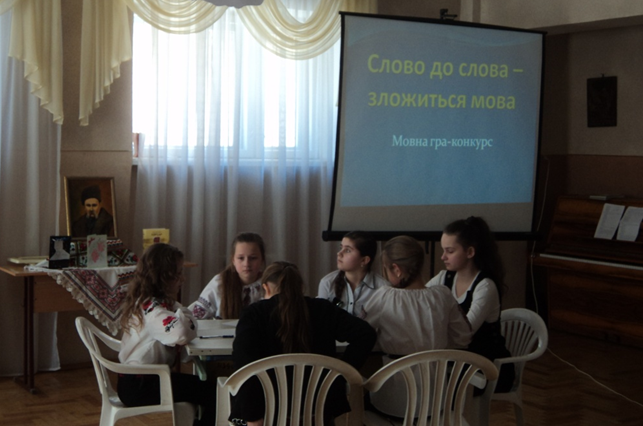 Слово до слова –
зложиться мова
Мовна гра-конкурс